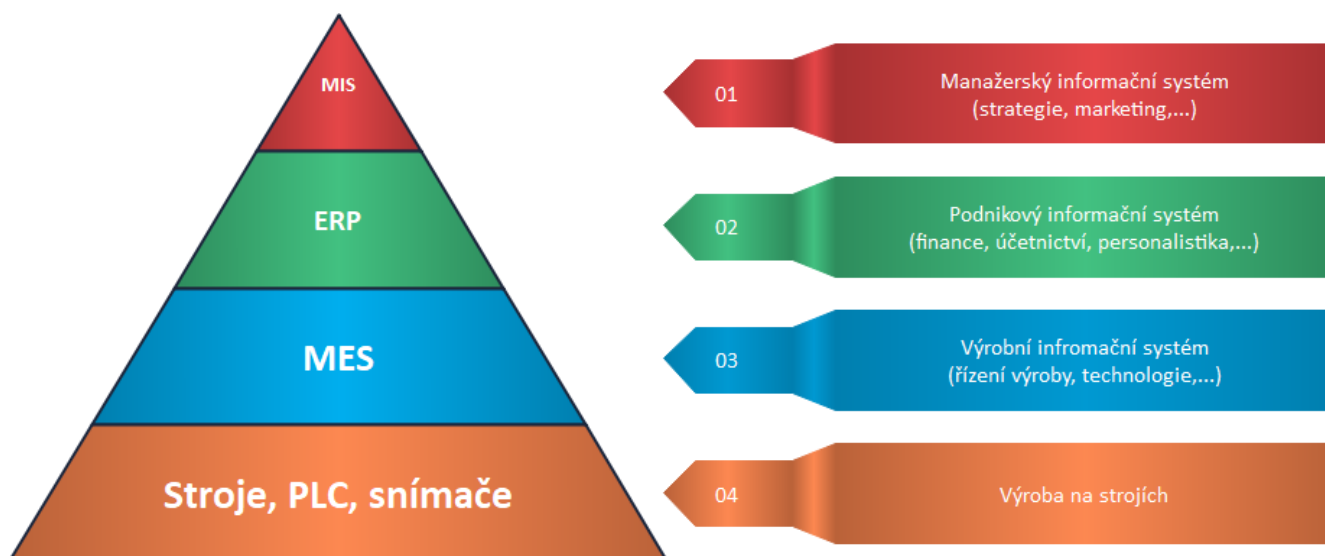 MIS
01
Manažerský informační systém
(strategie, marketing,...)
ERP
02
Podnikový informační systém
(finance, účetnictví, personalistika,...)
MES
03
Výrobní infromační systém
(řízení výroby, technologie,...)
Stroje, PLC, snímače
04
Výroba na strojích